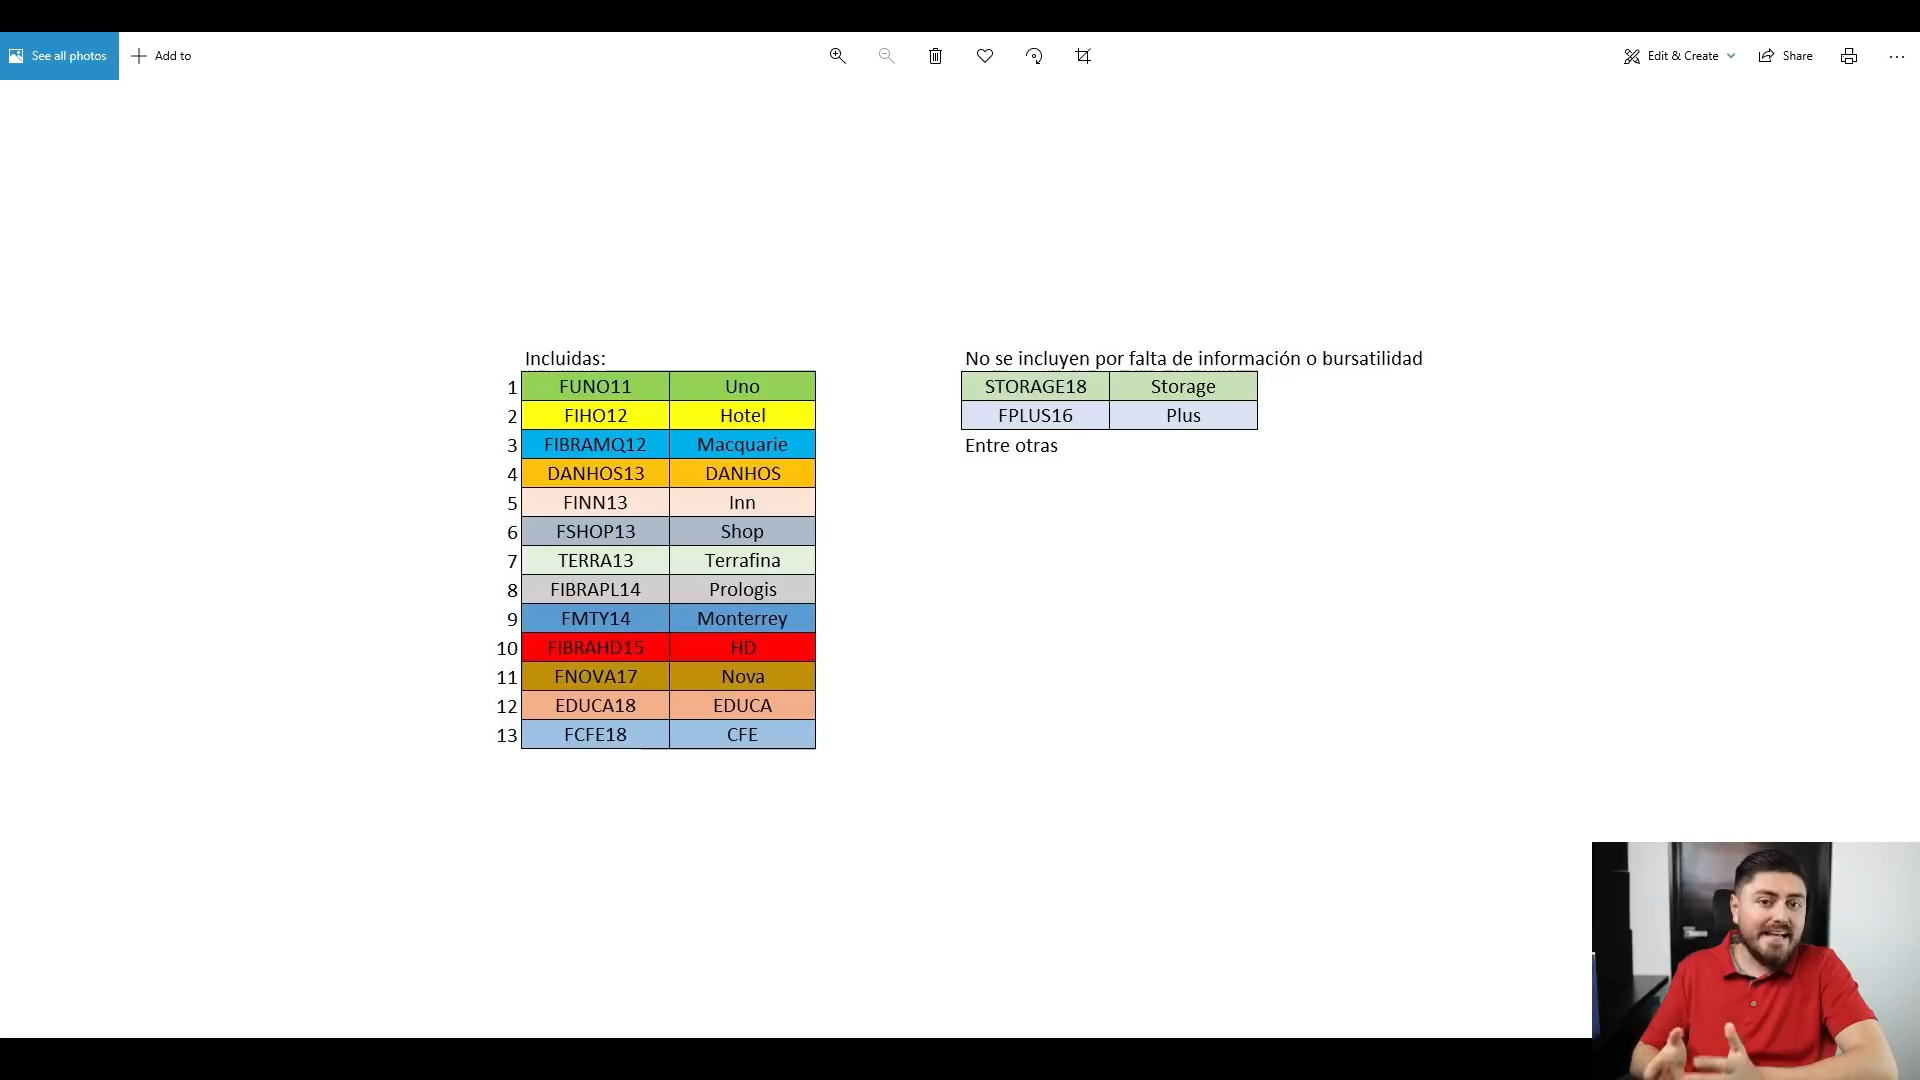 See all photos
Add to
Edit & Create
Share
Incluidas:
1 FUNO11 Uno
2 FIHO12 Hotel
3 FIBRAMQ12 Macquarie
4 DANHOS13 DANHOS
5 FINN13 Inn
6 FSHOP13 Shop
7 TERRA13 Terrafina
8 FIBRAPL14 Prologis
9 FMTY14 Monterrey
10 FIBRAHD15 HD
11 FNOVA17 Nova
12 EDUCA18 EDUCA
13 FCFE18 CFE
No se incluyen por falta de información o bursatilidad
STORAGE18 Storage
FPLUS16 Plus
Entre otras